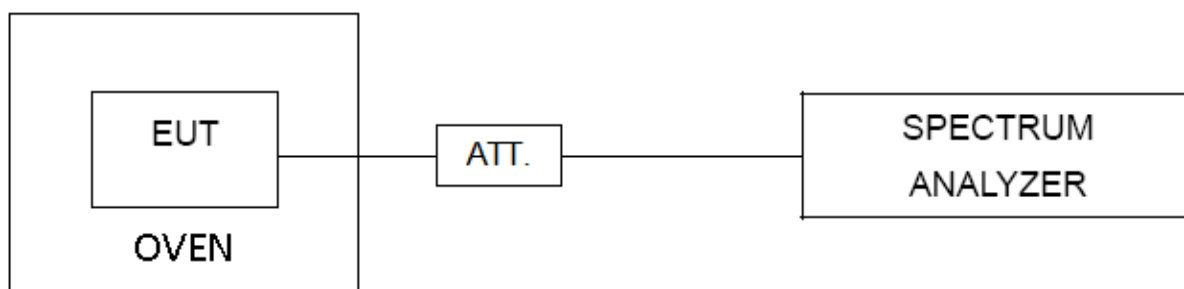 EUT
OVEN
ATT.
SPECTRUM
ANALYZER